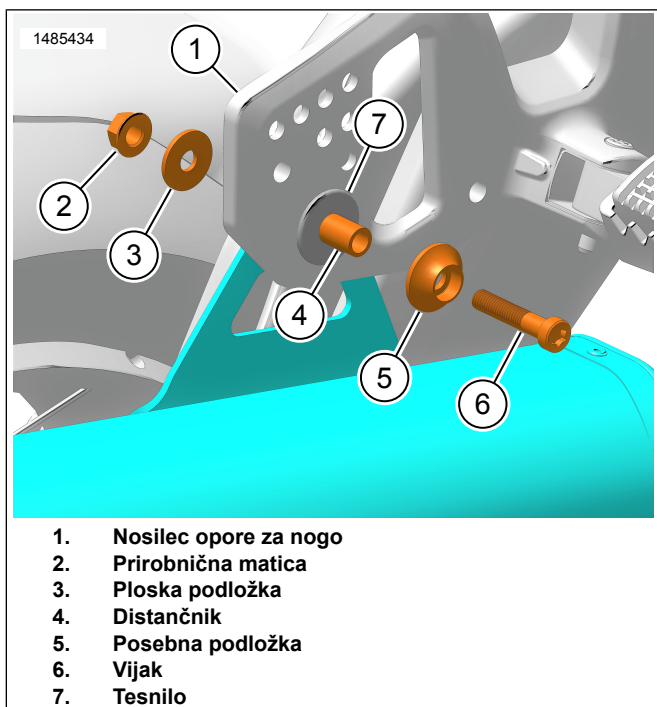 1485434
1
7
2
3
4
5
6
1. Nosilec opore za nogo
2. Prirobnična matica
3. Ploska podložka
4. Distančnik
5. Posebna podložka
6. Vijak
7. Tesnilo